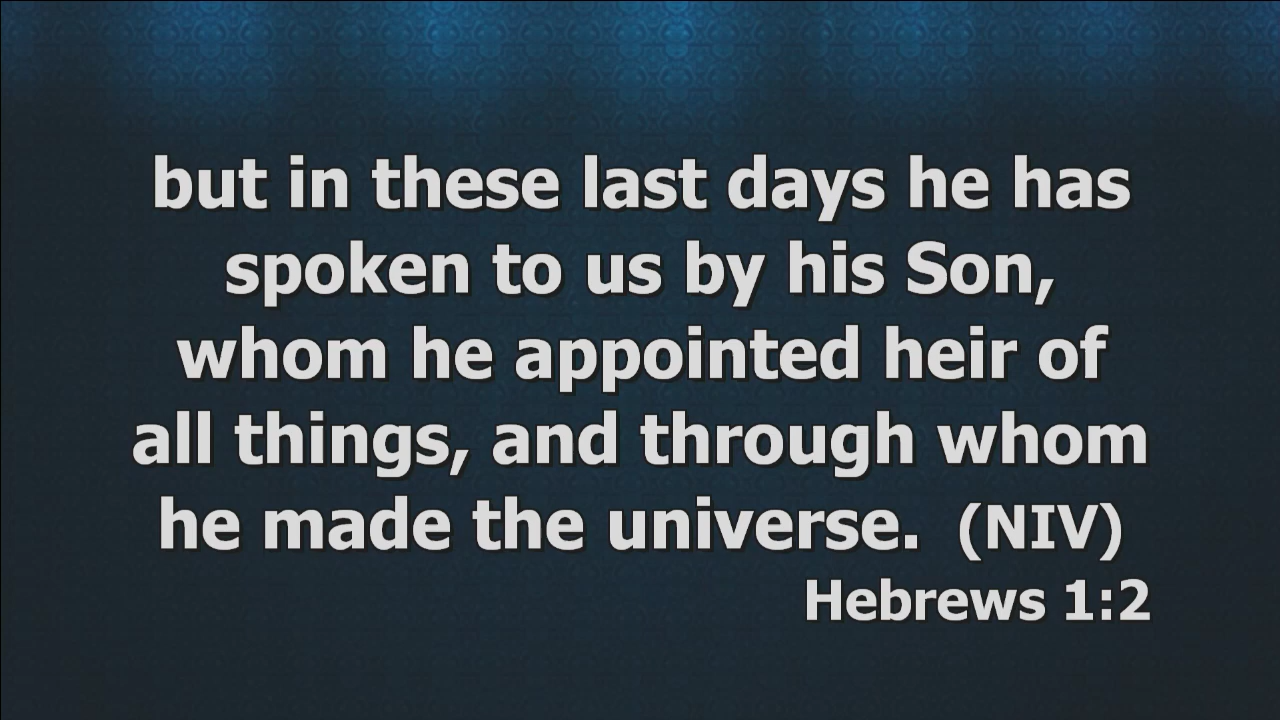 but in these last days he has
spoken to us by his Son,
whom he appointed heir of
all things, and through whom
he made the universe.  (NIV)
Hebrews 1:2